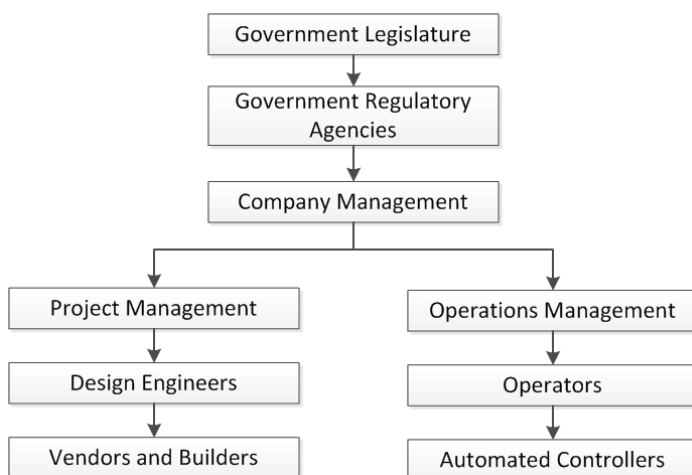 Government Legislature
Government Regulatory
Agencies
Company Management
Project Management
Operations Management
Design Engineers
Operators
Vendors and Builders
Automated Controllers